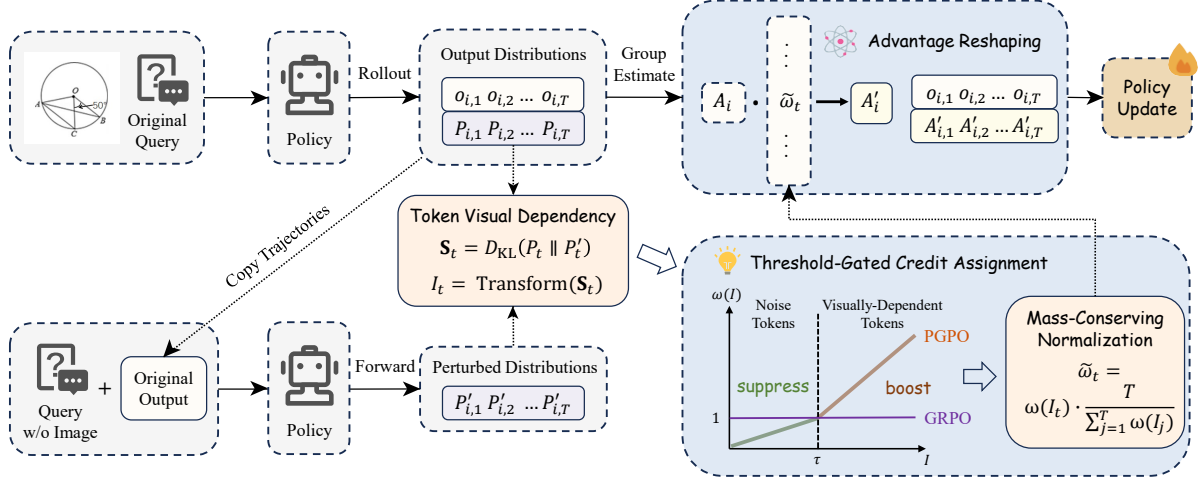 A
O
50°
B
C
Original
Query
Policy
Rollout
Output Distributions
o_{i,1} o_{i,2} ... o_{i,T}
P_{i,1} P_{i,2} ... P_{i,T}
Group
Estimate
Advantage Reshaping
A_i · ω̃_t
A'_i
o_{i,1} o_{i,2} ... o_{i,T}
A'_{i,1} A'_{i,2} ... A'_{i,T}
Policy
Update
Copy Trajectories
Token Visual Dependency
S_t = D_{KL}(P_t ∥ P'_t)
I_t = Transform(S_t)
Query
w/o Image
+
Original
Output
Policy
Forward
Perturbed Distributions
P'_{i,1} P'_{i,2} ... P'_{i,T}
Threshold-Gated Credit Assignment
ω(I)
Noise
Tokens
Visually-Dependent
Tokens
PGPO
suppress
boost
1
GRPO
τ
I
Mass-Conserving
Normalization
ω̃_t =
ω(I_t) · T / ∑_{j=1}^{T} ω(I_j)